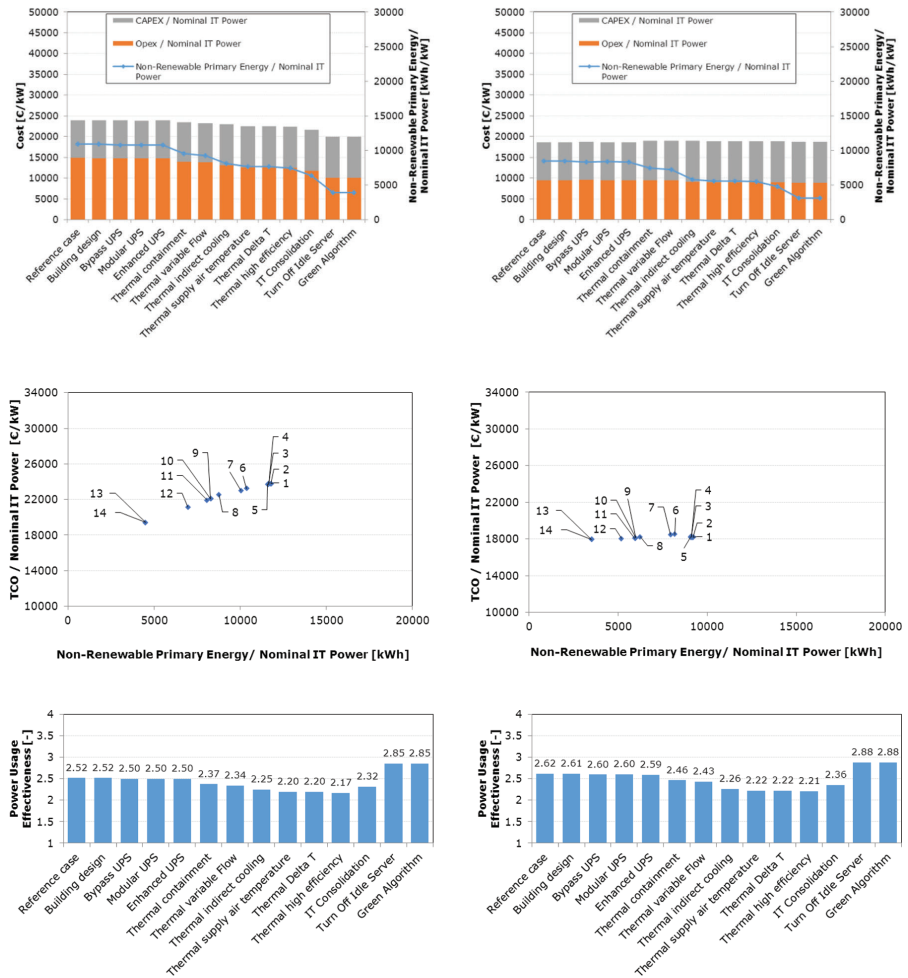 50000
45000
40000
35000
30000
25000
20000
15000
10000
5000
0
Cost [€/kW]
CAPEX / Nominal IT Power
Opex / Nominal IT Power
Non-Renewable Primary Energy / Nominal IT
Power
30000
25000
20000
15000
10000
5000
0
Non-Renewable Primary Energy/
Nominal IT Power [kWh/kW]
Reference case
Building design
Bypass UPS
Modular UPS
Enhanced UPS
Thermal containment
Thermal variable Flow
Thermal indirect cooling
Thermal supply air temperature
Thermal Delta T
Thermal high efficiency
IT Consolidation
Turn Off Idle Server
Green Algorithm
50000
45000
40000
35000
30000
25000
20000
15000
10000
5000
0
Cost [€/kW]
CAPEX / Nominal IT Power
Opex / Nominal IT Power
Non-Renewable Primary Energy / Nominal IT
Power
30000
25000
20000
15000
10000
5000
0
Non-Renewable Primary Energy/
Nominal IT Power [kWh/kW]
Reference case
Building design
Bypass UPS
Modular UPS
Enhanced UPS
Thermal containment
Thermal variable Flow
Thermal indirect cooling
Thermal supply air temperature
Thermal Delta T
Thermal high efficiency
IT Consolidation
Turn Off Idle Server
Green Algorithm
TCO / Nominal IT Power [€/kW]
34000
30000
26000
22000
18000
14000
10000
4
3
2
1
5
6
7
8
9
10
11
12
13
14
0
5000
10000
15000
20000
Non-Renewable Primary Energy/ Nominal IT Power [kWh]
TCO / Nominal IT Power [€/kW]
34000
30000
26000
22000
18000
14000
10000
4
3
2
1
5
6
7
8
9
10
11
12
13
14
0
5000
10000
15000
20000
Non-Renewable Primary Energy/ Nominal IT Power [kWh]
Power Usage
Effectiveness [-]
4
3.5
3
2.5
2
1.5
1
2.52
2.52
2.50
2.50
2.50
2.37
2.34
2.25
2.20
2.20
2.17
2.32
2.85
2.85
Reference case
Building design
Bypass UPS
Modular UPS
Enhanced UPS
Thermal containment
Thermal variable Flow
Thermal indirect cooling
Thermal supply air temperature
Thermal Delta T
Thermal high efficiency
IT Consolidation
Turn Off Idle Server
Green Algorithm
Power Usage
Effectiveness [-]
4
3.5
3
2.5
2
1.5
1
2.62
2.61
2.60
2.60
2.59
2.46
2.43
2.26
2.22
2.22
2.21
2.36
2.88
2.88
Reference case
Building design
Bypass UPS
Modular UPS
Enhanced UPS
Thermal containment
Thermal variable Flow
Thermal indirect cooling
Thermal supply air temperature
Thermal Delta T
Thermal high efficiency
IT Consolidation
Turn Off Idle Server
Green Algorithm